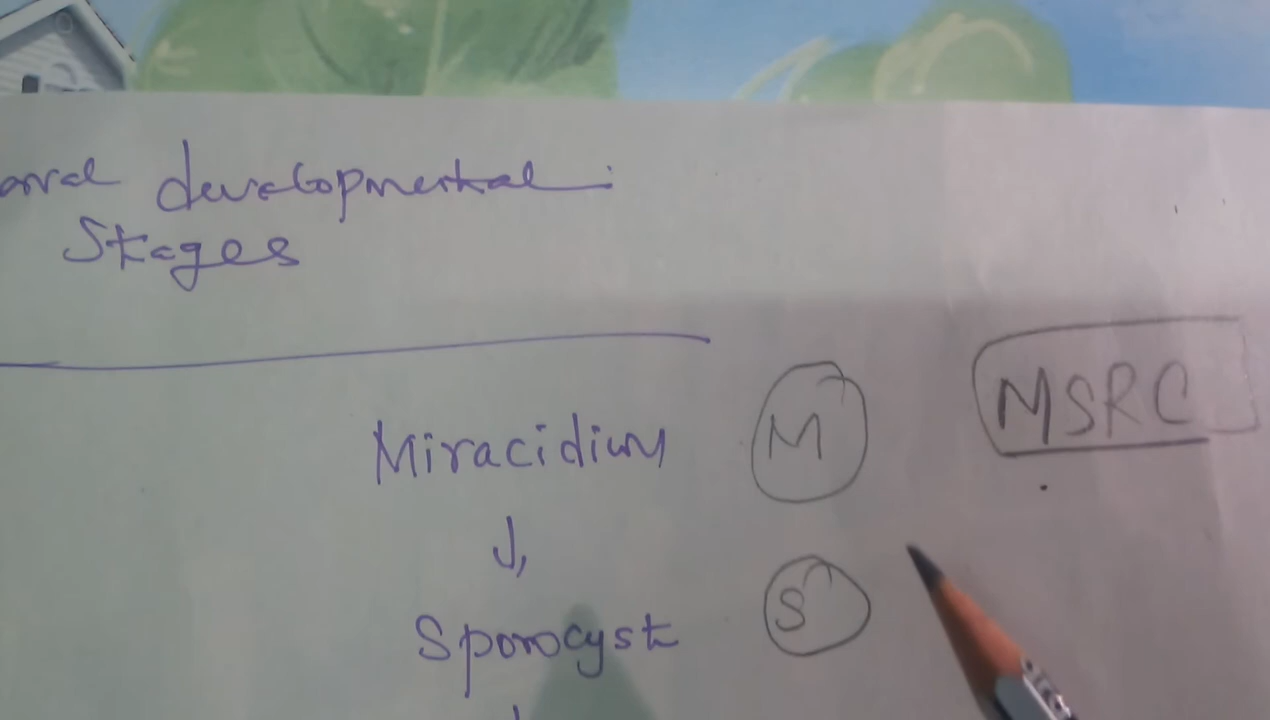 developmental
Stages
Miracidium
M
MSRC
↓
Sporocyst
S